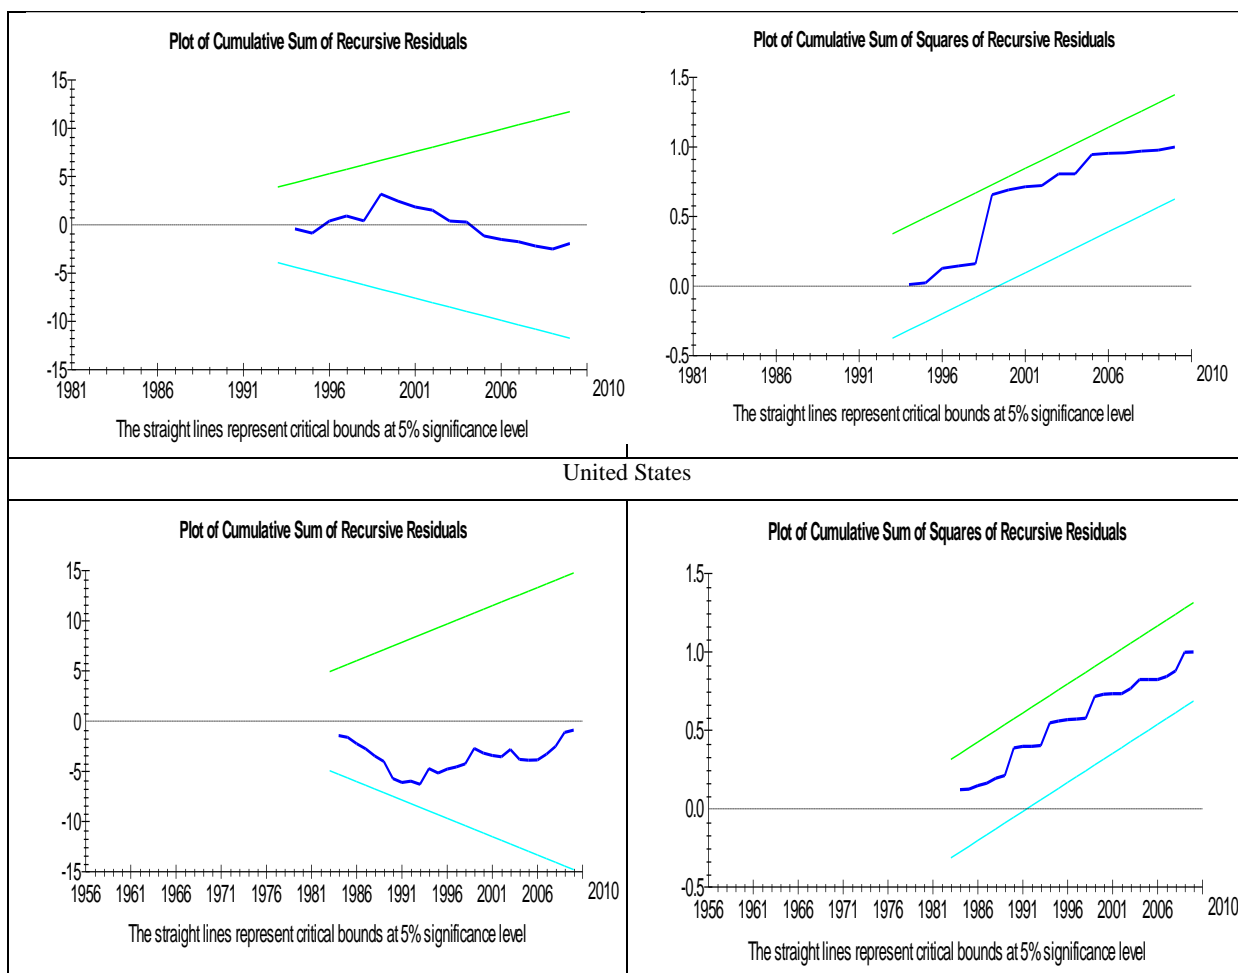 Plot of Cumulative Sum of Recursive Residuals
15
10
5
0
-5
-10
-15
1981 1986 1991 1996 2001 2006 2010
The straight lines represent critical bounds at 5% significance level
Plot of Cumulative Sum of Squares of Recursive Residuals
1.5
1.0
0.5
0.0
-0.5
1981 1986 1991 1996 2001 2006 2010
The straight lines represent critical bounds at 5% significance level
United States
Plot of Cumulative Sum of Recursive Residuals
15
10
5
0
-5
-10
-15
1956 1961 1966 1971 1976 1981 1986 1991 1996 2001 2006 2010
The straight lines represent critical bounds at 5% significance level
Plot of Cumulative Sum of Squares of Recursive Residuals
1.5
1.0
0.5
0.0
-0.5
1956 1961 1966 1971 1976 1981 1986 1991 1996 2001 2006 2010
The straight lines represent critical bounds at 5% significance level